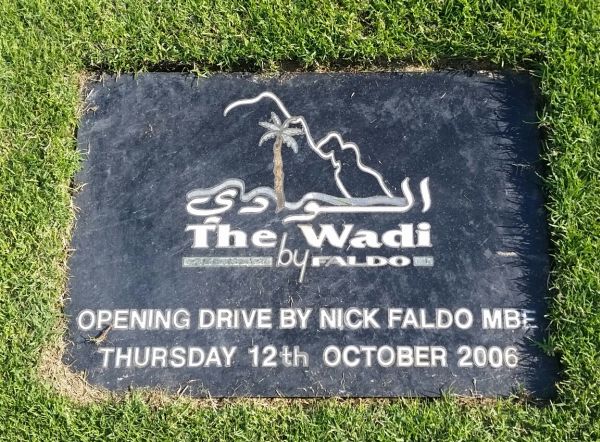 الوادي
The Wadi
by FALDO
OPENING DRIVE BY NICK FALDO MBE
THURSDAY 12th OCTOBER 2006